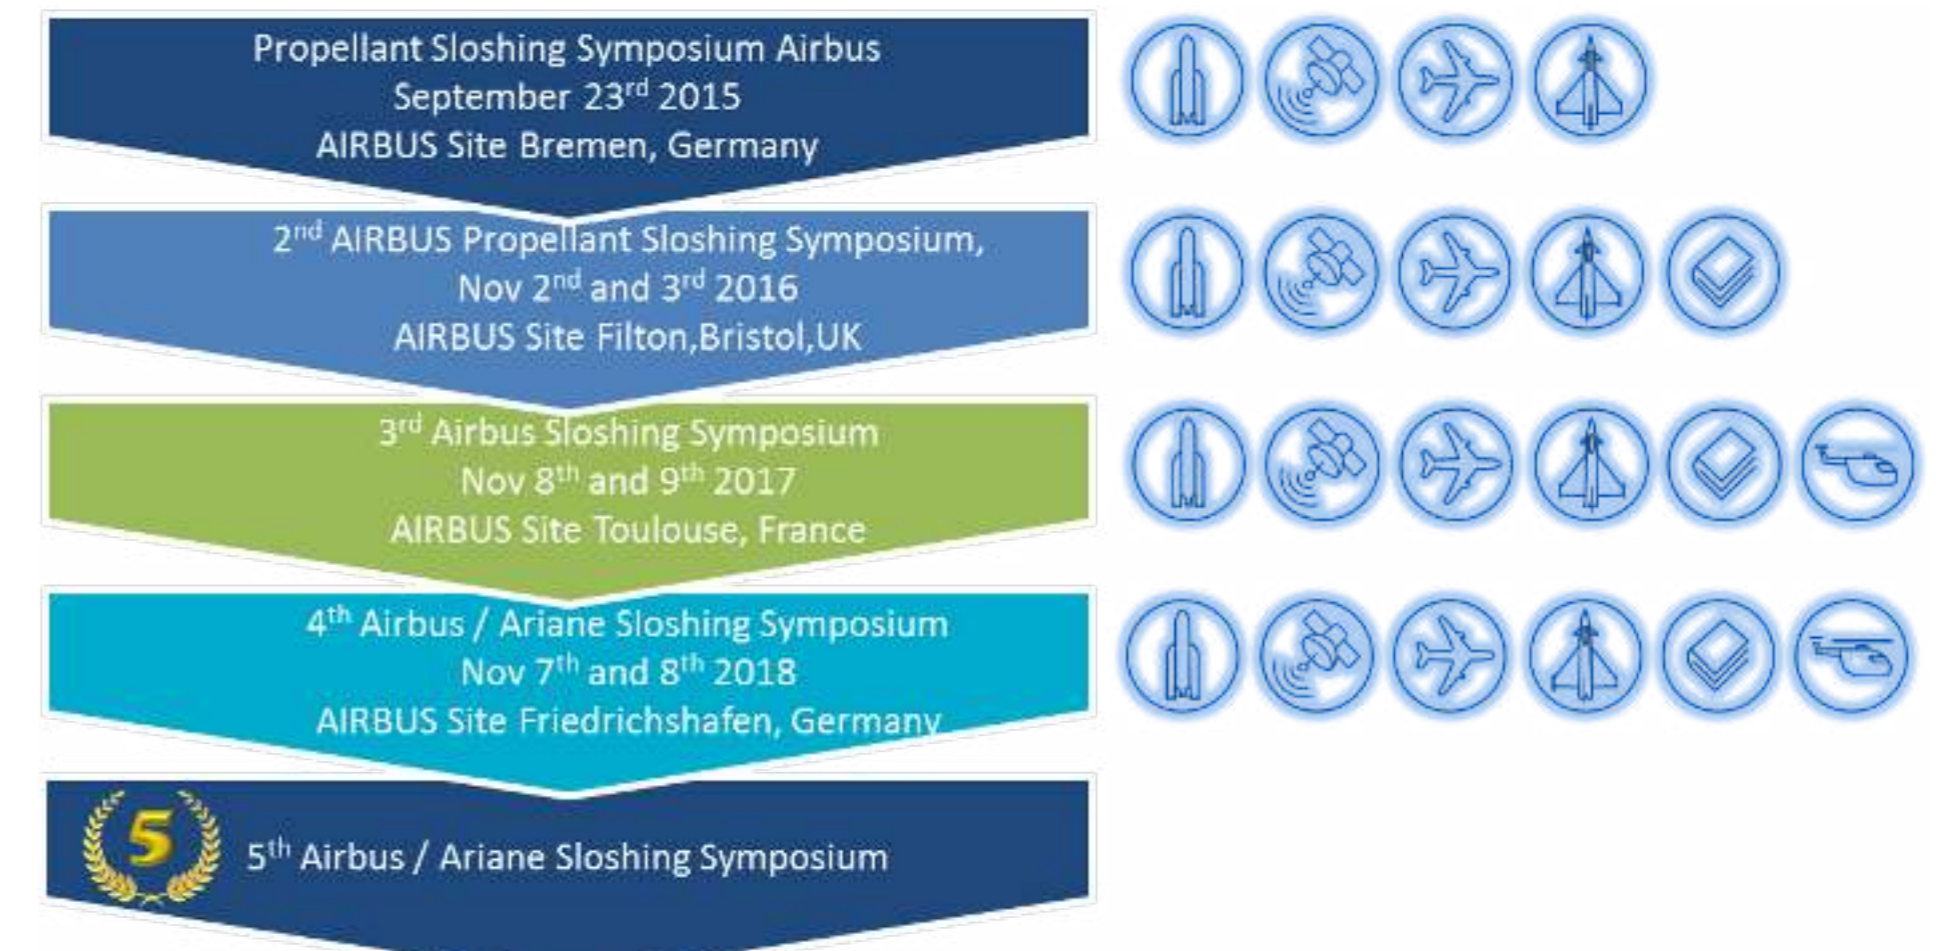 Propellant Sloshing Symposium Airbus
September 23rd 2015
AIRBUS Site Bremen, Germany
2nd AIRBUS Propellant Sloshing Symposium,
Nov 2nd and 3rd 2016
AIRBUS Site Filton,Bristol,UK
3rd Airbus Sloshing Symposium
Nov 8th and 9th 2017
AIRBUS Site Toulouse, France
4th Airbus / Ariane Sloshing Symposium
Nov 7th and 8th 2018
AIRBUS Site Friedrichshafen, Germany
5
5th Airbus / Ariane Sloshing Symposium